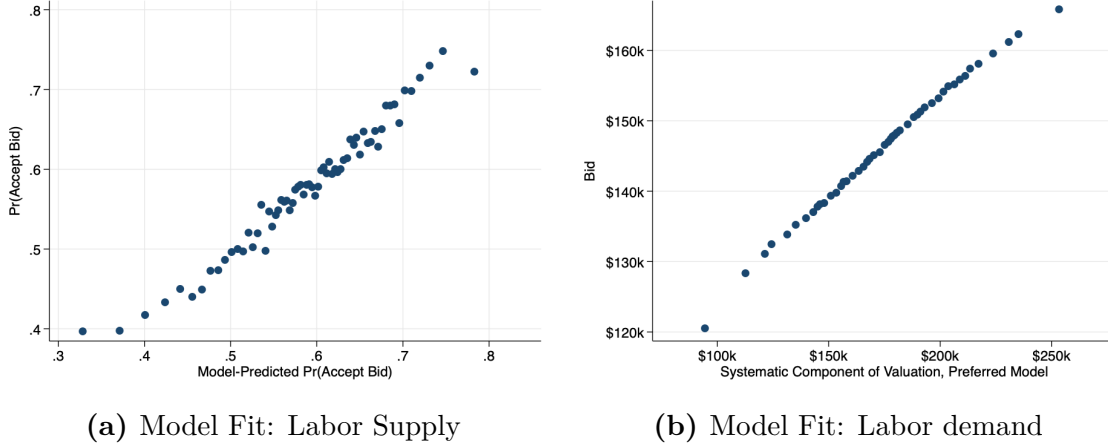 .8
.7
.6
.5
.4
Pr(Accept Bid)
.3 .4 .5 .6 .7 .8
Model-Predicted Pr(Accept Bid)
(a) Model Fit: Labor Supply
$160k
$150k
$140k
$130k
$120k
Bid
$100k $150k $200k $250k
Systematic Component of Valuation, Preferred Model
(b) Model Fit: Labor demand